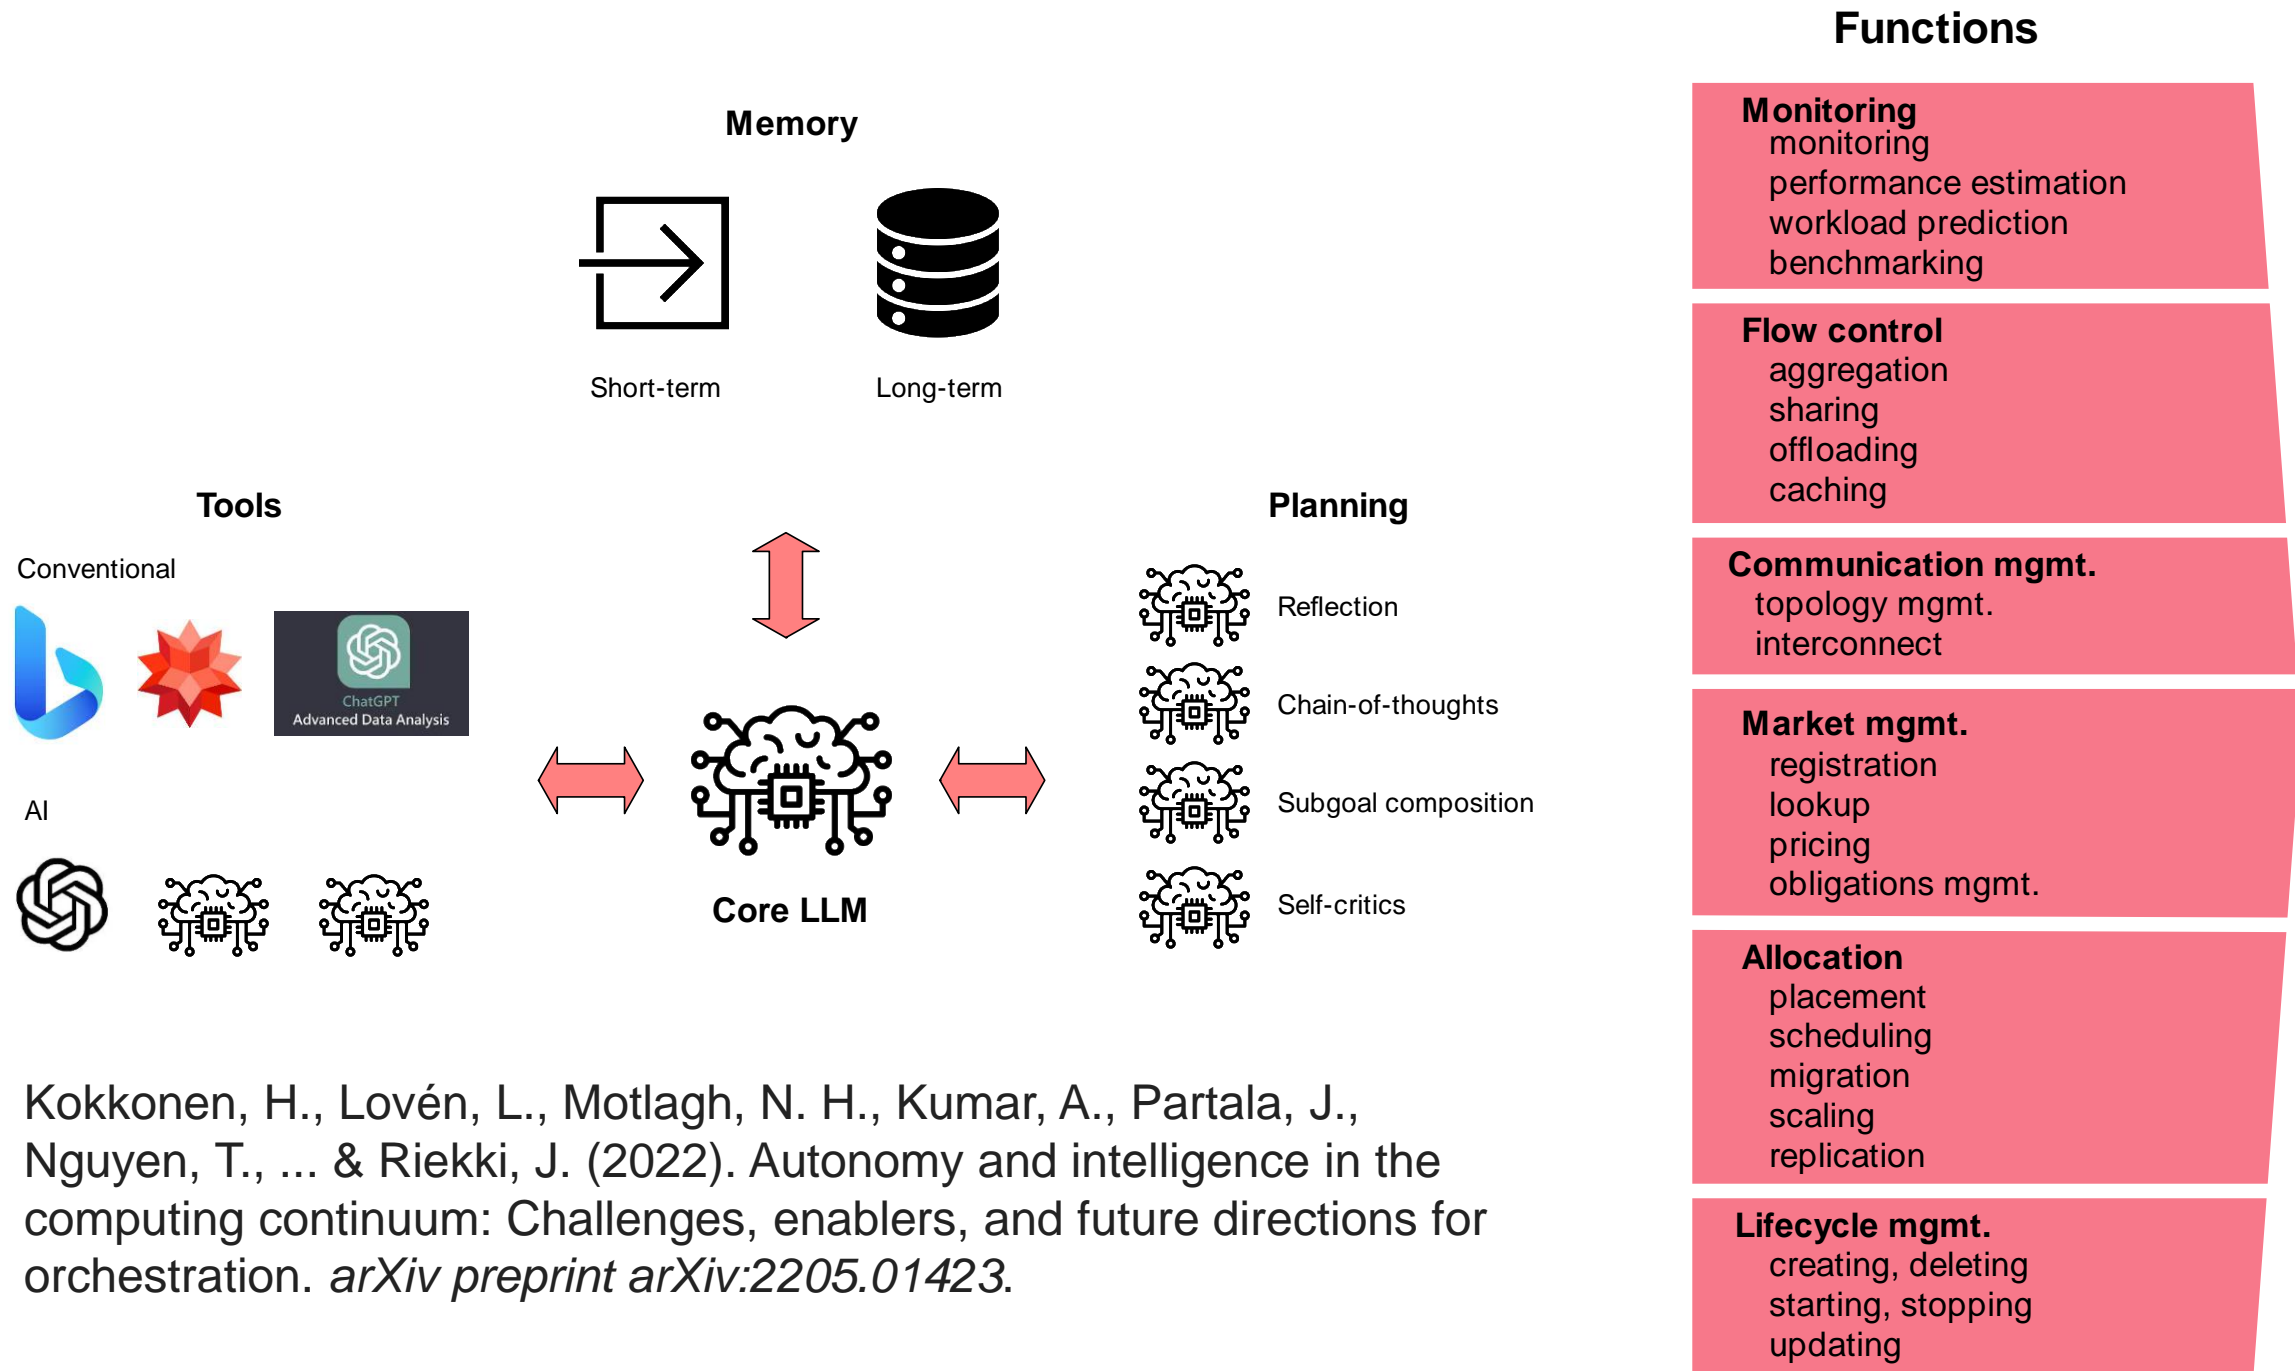 Functions
Memory
Short-term
Long-term
Tools
Conventional
ChatGPT
Advanced Data Analysis
AI
Core LLM
Planning
Reflection
Chain-of-thoughts
Subgoal composition
Self-critics
Monitoring
monitoring
performance estimation
workload prediction
benchmarking
Flow control
aggregation
sharing
offloading
caching
Communication mgmt.
topology mgmt.
interconnect
Market mgmt.
registration
lookup
pricing
obligations mgmt.
Allocation
placement
scheduling
migration
scaling
replication
Lifecycle mgmt.
creating, deleting
starting, stopping
updating
Kokkonen, H., Lovén, L., Motlagh, N. H., Kumar, A., Partala, J.,
Nguyen, T., ... & Riekki, J. (2022). Autonomy and intelligence in the
computing continuum: Challenges, enablers, and future directions for
orchestration. arXiv preprint arXiv:2205.01423.